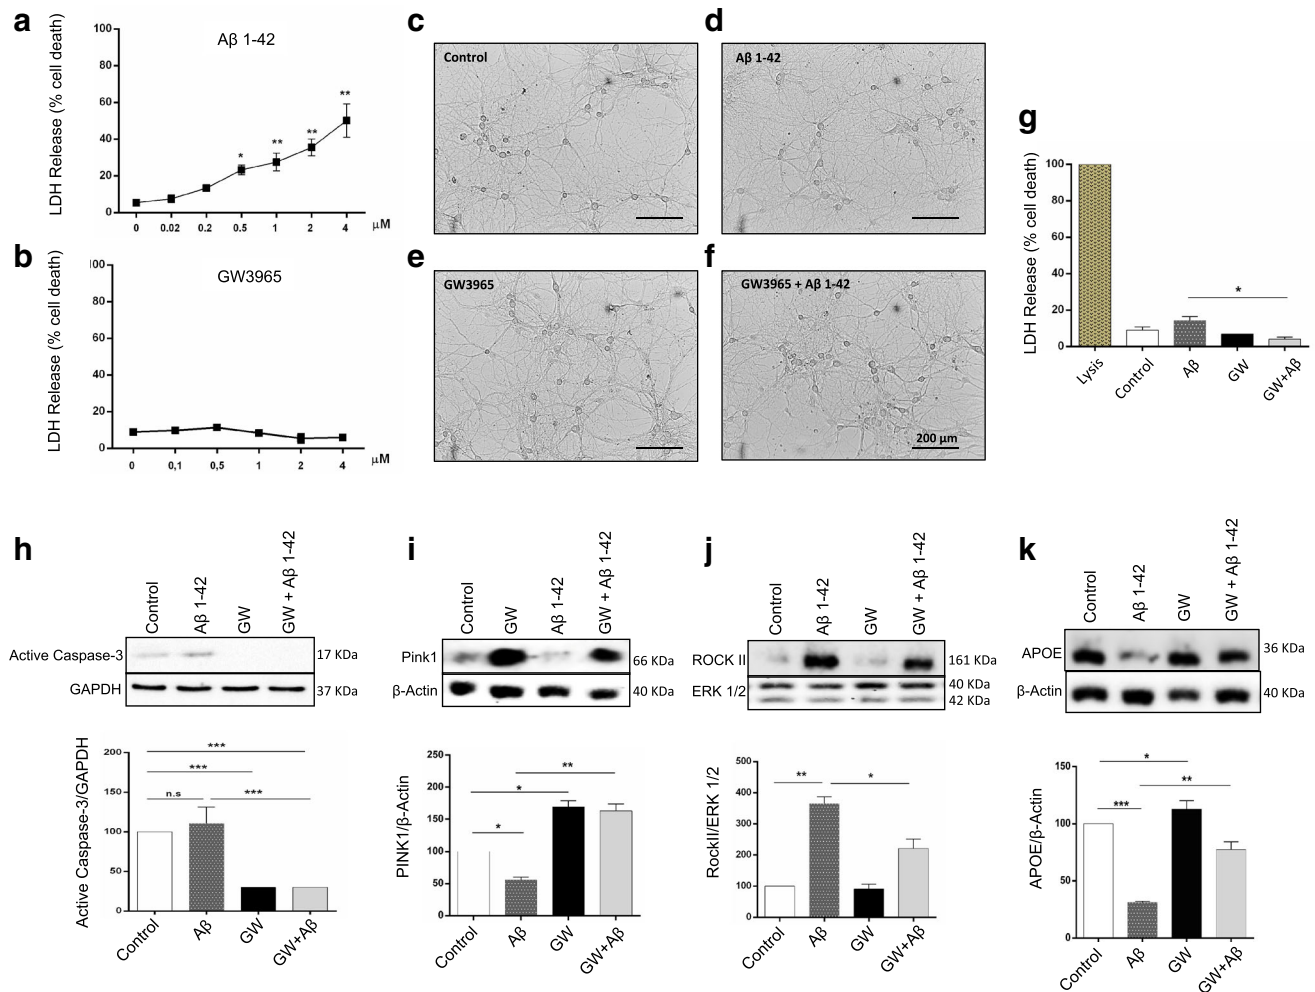 a
Aβ 1-42
LDH Release (% cell death)
100
80
60
40
20
0
* ** ** **
0 0.02 0.2 0.5 1 2 4 μM
b
GW3965
LDH Release (% cell death)
100
80
60
40
20
0
0 0,1 0,5 1 2 4 μM
c
Control
d
Aβ 1-42
e
GW3965
f
GW3965 + Aβ 1-42
200 μm
g
LDH Release (% cell death)
100
80
60
40
20
0
*
Lysis Control Aβ GW GW+Aβ
h
Control Aβ 1-42 GW GW + Aβ 1-42
Active Caspase-3 17 KDa
GAPDH 37 KDa
Active Caspase-3/GAPDH
200
150
100
50
0
***
***
n.s ***
Control Aβ GW GW+Aβ
i
Control GW Aβ 1-42 GW + Aβ 1-42
Pink1 66 KDa
β-Actin 40 KDa
PINK1/β-Actin
250
200
150
100
50
0
**
*
*
Control Aβ GW GW+Aβ
j
Control Aβ 1-42 GW GW + Aβ 1-42
ROCK II 161 KDa
ERK 1/2 40 KDa
42 KDa
RockII/ERK 1/2
500
400
300
200
100
0
** *
Control Aβ GW GW+Aβ
k
Control Aβ 1-42 GW GW + Aβ 1-42
APOE 36 KDa
β-Actin 40 KDa
APOE/β-Actin
150
100
50
0
*
**
***
Control Aβ GW GW+Aβ